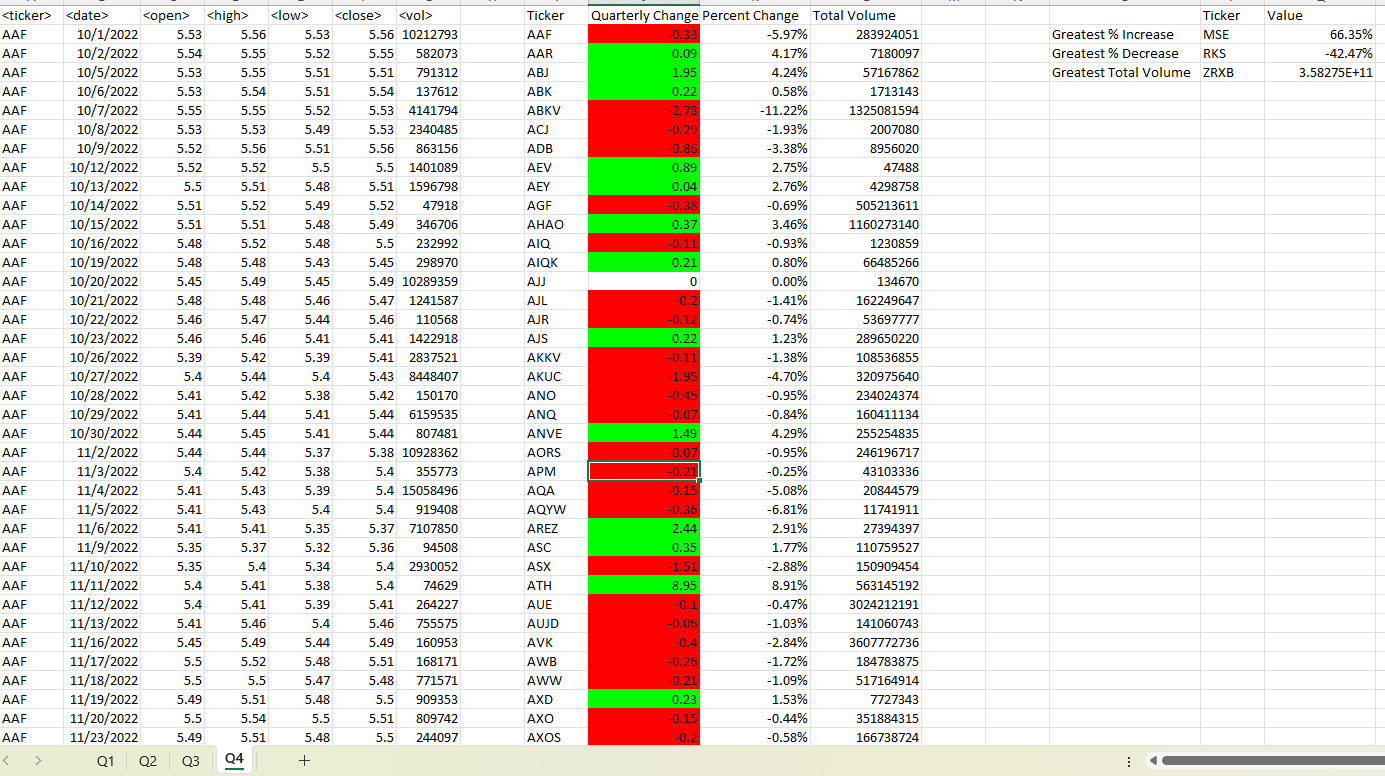 <ticker> <date> <open> <high> <low> <close> <vol> Ticker Quarterly Change Percent Change Total Volume Ticker Value
AAF 10/1/2022 5.53 5.56 5.53 5.56 10212793 AAF -0.33 -5.97% 283924051 Greatest % Increase MSE 66.35%
AAF 10/2/2022 5.54 5.55 5.52 5.55 582073 AAR 0.09 4.17% 7180097 Greatest % Decrease RKS -42.47%
AAF 10/5/2022 5.53 5.55 5.51 5.51 791312 ABJ 1.95 4.24% 57167862 Greatest Total Volume ZRXB 3.58275E+11
AAF 10/6/2022 5.53 5.54 5.51 5.54 137612 ABK 0.22 0.58% 1713143
AAF 10/7/2022 5.55 5.55 5.52 5.53 4141794 ABKV -2.78 -11.22% 1325081594
AAF 10/8/2022 5.53 5.53 5.49 5.53 2340485 ACJ -0.29 -1.93% 2007080
AAF 10/9/2022 5.52 5.56 5.51 5.56 863156 ADB -0.86 -3.38% 8956020
AAF 10/12/2022 5.52 5.52 5.5 5.5 1401089 AEV 0.89 2.75% 47488
AAF 10/13/2022 5.5 5.51 5.48 5.51 1596798 AEY 0.04 2.76% 4298758
AAF 10/14/2022 5.51 5.52 5.49 5.52 47918 AGF -0.38 -0.69% 505213611
AAF 10/15/2022 5.51 5.51 5.48 5.49 346706 AHAO 0.37 3.46% 1160273140
AAF 10/16/2022 5.48 5.52 5.48 5.5 232992 AIQ -0.11 -0.93% 1230859
AAF 10/19/2022 5.48 5.48 5.43 5.45 298970 AIQK 0.21 0.80% 66485266
AAF 10/20/2022 5.45 5.49 5.45 5.49 10289359 AJJ 0 0.00% 134670
AAF 10/21/2022 5.48 5.48 5.46 5.47 1241587 AJL -0.2 -1.41% 162249647
AAF 10/22/2022 5.46 5.47 5.44 5.46 110568 AJR -0.12 -0.74% 53697777
AAF 10/23/2022 5.46 5.46 5.41 5.41 1422918 AJS 0.22 1.23% 289650220
AAF 10/26/2022 5.39 5.42 5.39 5.41 2837521 AKKV -0.11 -1.38% 108536855
AAF 10/27/2022 5.4 5.44 5.4 5.43 8448407 AKUC -1.95 -4.70% 320975640
AAF 10/28/2022 5.41 5.42 5.38 5.42 150170 ANO -0.45 -0.95% 234024374
AAF 10/29/2022 5.41 5.44 5.41 5.44 6159535 ANQ -0.07 -0.84% 160411134
AAF 10/30/2022 5.44 5.45 5.41 5.44 807481 ANVE 1.49 4.29% 255254835
AAF 11/2/2022 5.44 5.44 5.37 5.38 10928362 AORS -0.07 -0.95% 246196717
AAF 11/3/2022 5.4 5.42 5.38 5.4 355773 APM -0.21 -0.25% 43103336
AAF 11/4/2022 5.41 5.43 5.39 5.4 15058496 AQA -0.15 -5.08% 20844579
AAF 11/5/2022 5.41 5.43 5.4 5.4 919408 AQYW -0.36 -6.81% 11741911
AAF 11/6/2022 5.41 5.41 5.35 5.37 7107850 AREZ 2.44 2.91% 27394397
AAF 11/9/2022 5.35 5.37 5.32 5.36 94508 ASC 0.35 1.77% 110759527
AAF 11/10/2022 5.35 5.4 5.34 5.4 2930052 ASX -1.51 -2.88% 150909454
AAF 11/11/2022 5.4 5.41 5.38 5.4 74629 ATH 8.95 8.91% 563145192
AAF 11/12/2022 5.4 5.41 5.39 5.41 264227 AUE -0.1 -0.47% 3024212191
AAF 11/13/2022 5.41 5.46 5.4 5.46 755575 AUJD -0.06 -1.03% 141060743
AAF 11/16/2022 5.45 5.49 5.44 5.49 160953 AVK -0.4 -2.84% 3607772736
AAF 11/17/2022 5.5 5.52 5.48 5.51 168171 AWB -0.26 -1.72% 184783875
AAF 11/18/2022 5.5 5.5 5.47 5.48 771571 AWW -0.21 -1.09% 517164914
AAF 11/19/2022 5.49 5.51 5.48 5.5 909353 AXD 0.23 1.53% 7727343
AAF 11/20/2022 5.5 5.54 5.5 5.51 809742 AXO -0.15 -0.44% 351884315
AAF 11/23/2022 5.49 5.51 5.48 5.5 244097 AXOS -0.2 -0.58% 166738724
Q1 Q2 Q3 Q4 +